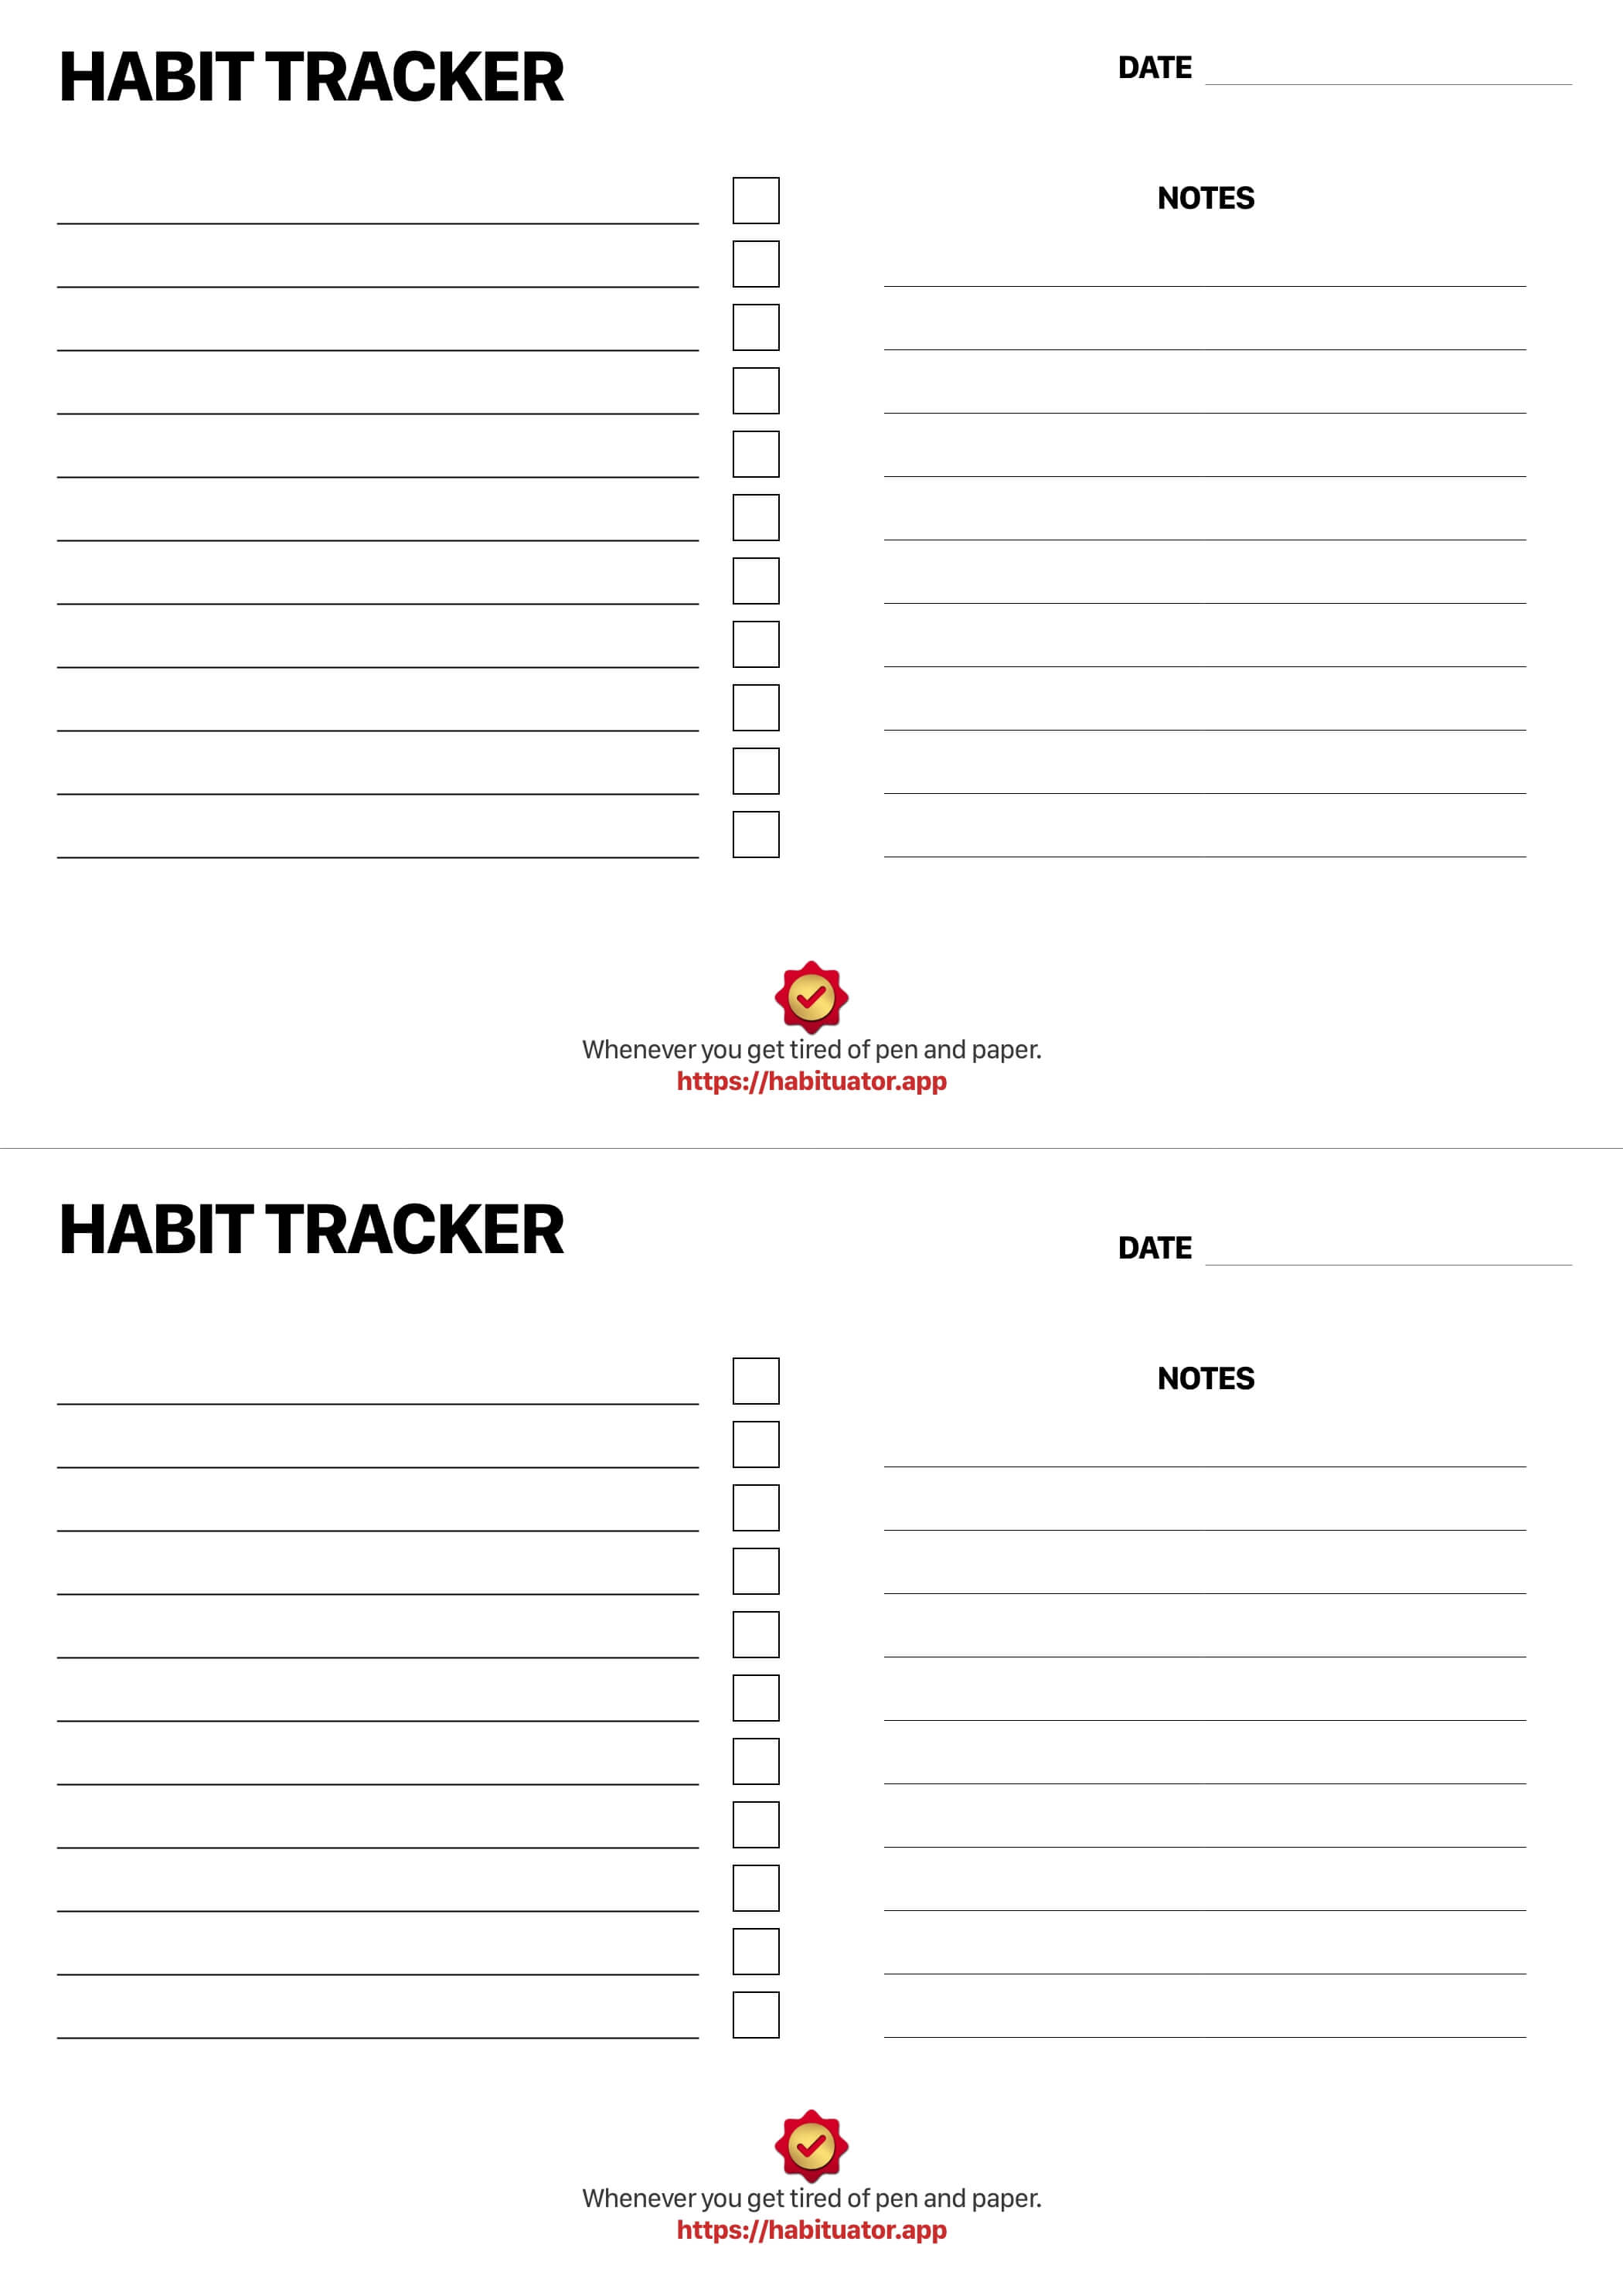 HABIT TRACKER
DATE
NOTES
Whenever you get tired of pen and paper.
https://habituator.app
HABIT TRACKER
DATE
NOTES
Whenever you get tired of pen and paper.
https://habituator.app